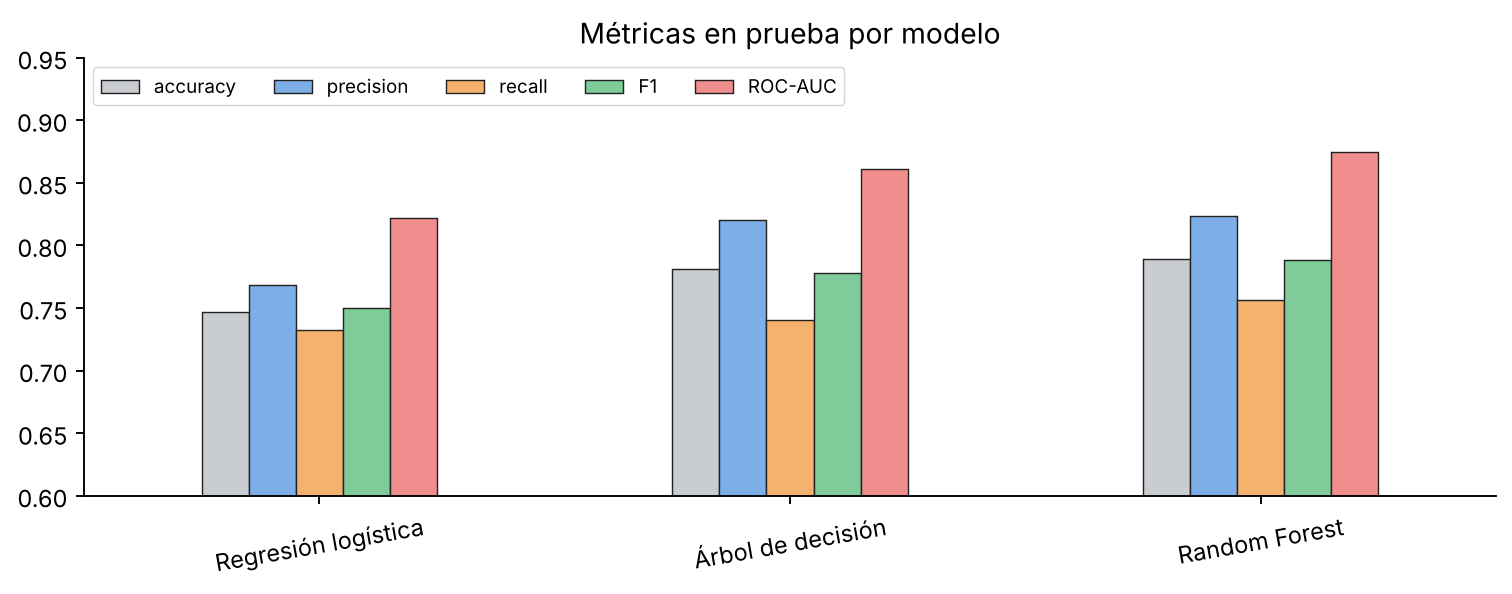 Métricas en prueba por modelo
accuracy precision recall F1 ROC-AUC
0.95
0.90
0.85
0.80
0.75
0.70
0.65
0.60
Regresión logística Árbol de decisión Random Forest